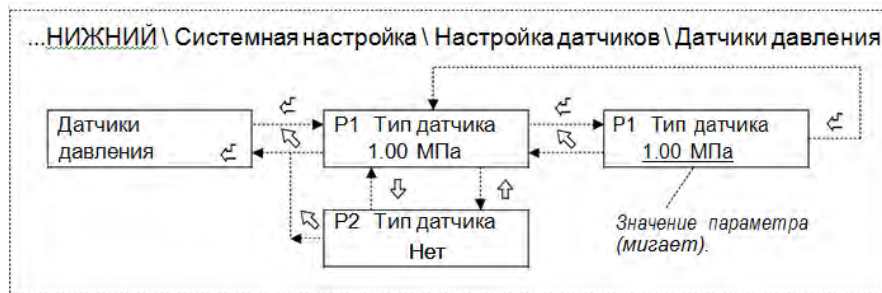 ...НИЖНИЙ \ Системная настройка \ Настройка датчиков \ Датчики давления
Датчики
давления
P1 Тип датчика
1.00 МПа
P1 Тип датчика
1.00 МПа
P2 Тип датчика
Нет
Значение параметра
(мигает).